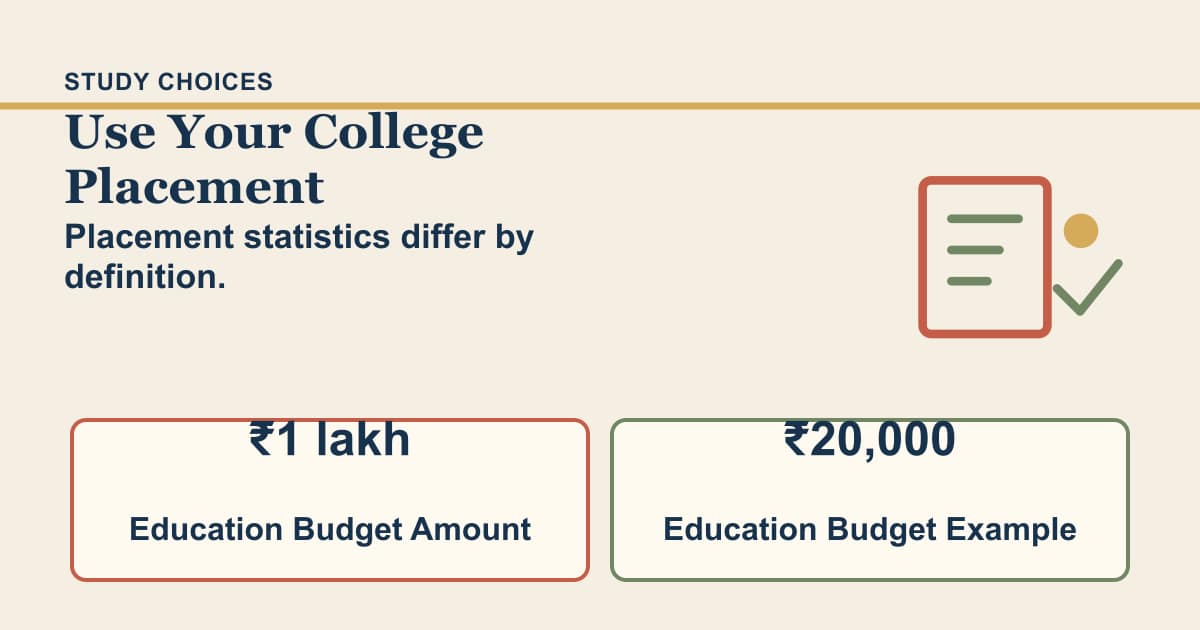 STUDY CHOICES
Use Your College
Placement
Placement statistics differ by
definition.
₹1 lakh
Education Budget Amount
₹20,000
Education Budget Example